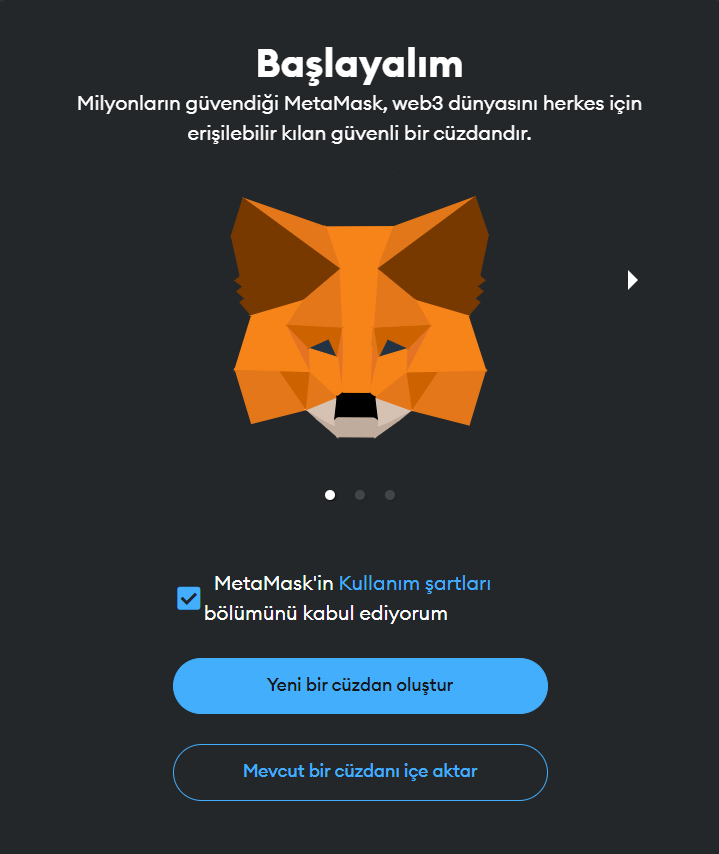 Başlayalım
Milyonların güvendiği MetaMask, web3 dünyasını herkes için
erişilebilir kılan güvenli bir cüzdandır.
MetaMask'in Kullanım şartları
bölümünü kabul ediyorum
Yeni bir cüzdan oluştur
Mevcut bir cüzdanı içe aktar